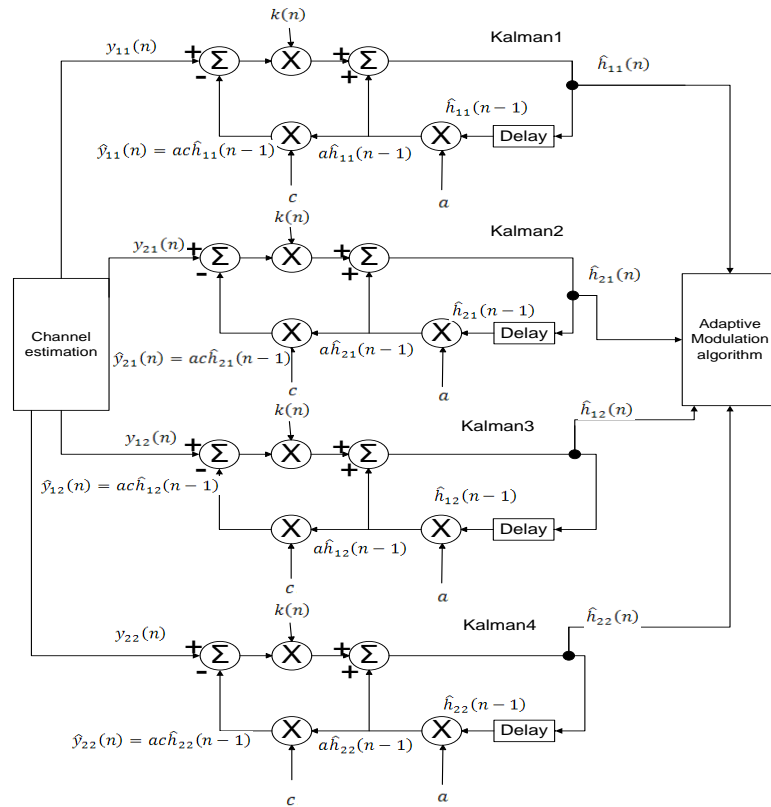 k(n)
y₁₁(n)
+
Σ
X
+
Σ
Kalman1
ĥ₁₁(n)
-
+
ĥ₁₁(n − 1)
X
X
Delay
ŷ₁₁(n) = acĥ₁₁(n − 1)
aĥ₁₁(n − 1)
c
a
k(n)
y₂₁(n)
+
Σ
X
+
Σ
Kalman2
ĥ₂₁(n)
-
+
ĥ₂₁(n − 1)
X
X
Delay
Channel
estimation
Adaptive
Modulation
algorithm
ŷ₂₁(n) = acĥ₂₁(n − 1)
aĥ₂₁(n − 1)
c
a
k(n)
ĥ₁₂(n)
y₁₂(n)
+
Σ
X
+
Σ
Kalman3
-
+
ŷ₁₂(n) = acĥ₁₂(n − 1)
ĥ₁₂(n − 1)
X
X
Delay
aĥ₁₂(n − 1)
c
a
k(n)
y₂₂(n)
+
Σ
X
+
Σ
Kalman4
ĥ₂₂(n)
-
+
ĥ₂₂(n − 1)
X
X
Delay
ŷ₂₂(n) = acĥ₂₂(n − 1)
aĥ₂₂(n − 1)
c
a